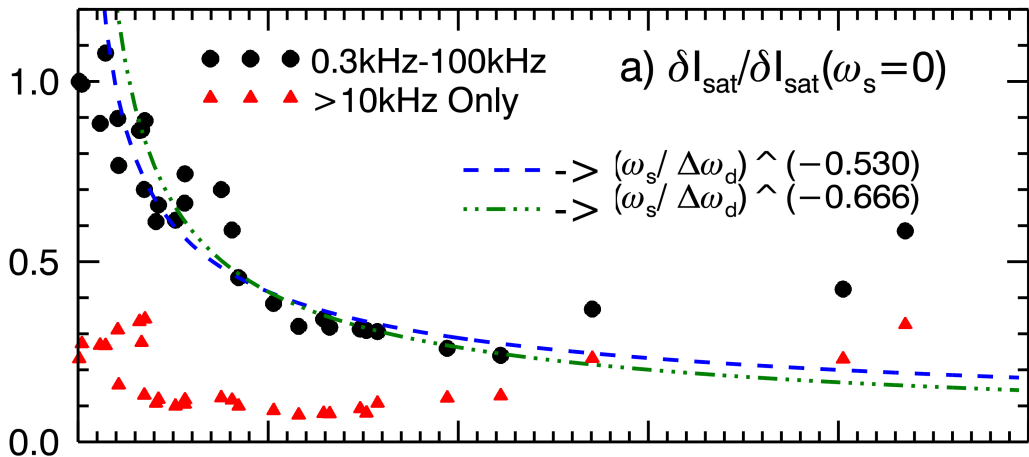 1.0
0.5
0.0
0.3kHz-100kHz
>10kHz Only
a) δI_sat/δI_sat(ω_s=0)
-> (ω_s/ Δω_d)^(−0.530)
-> (ω_s/ Δω_d)^(−0.666)